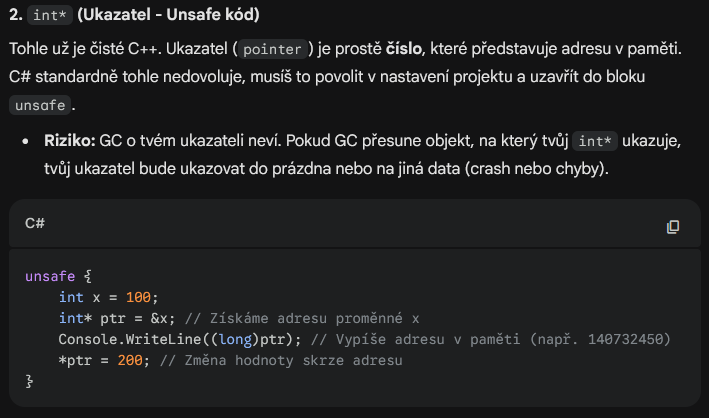 2. int* (Ukazatel - Unsafe kód)
Tohle už je čisté C++. Ukazatel ( pointer ) je prostě číslo, které představuje adresu v paměti.
C# standardně tohle nedovoluje, musíš to povolit v nastavení projektu a uzavřít do bloku
unsafe .
• Riziko: GC o tvém ukazateli neví. Pokud GC přesune objekt, na který tvůj int* ukazuje,
tvůj ukazatel bude ukazovat do prázdna nebo na jiná data (crash nebo chyby).
C#
unsafe {
    int x = 100;
    int* ptr = &x; // Získáme adresu proměnné x
    Console.WriteLine((long)ptr); // Vypíše adresu v paměti (např. 140732450)
    *ptr = 200; // Změna hodnoty skrze adresu
}